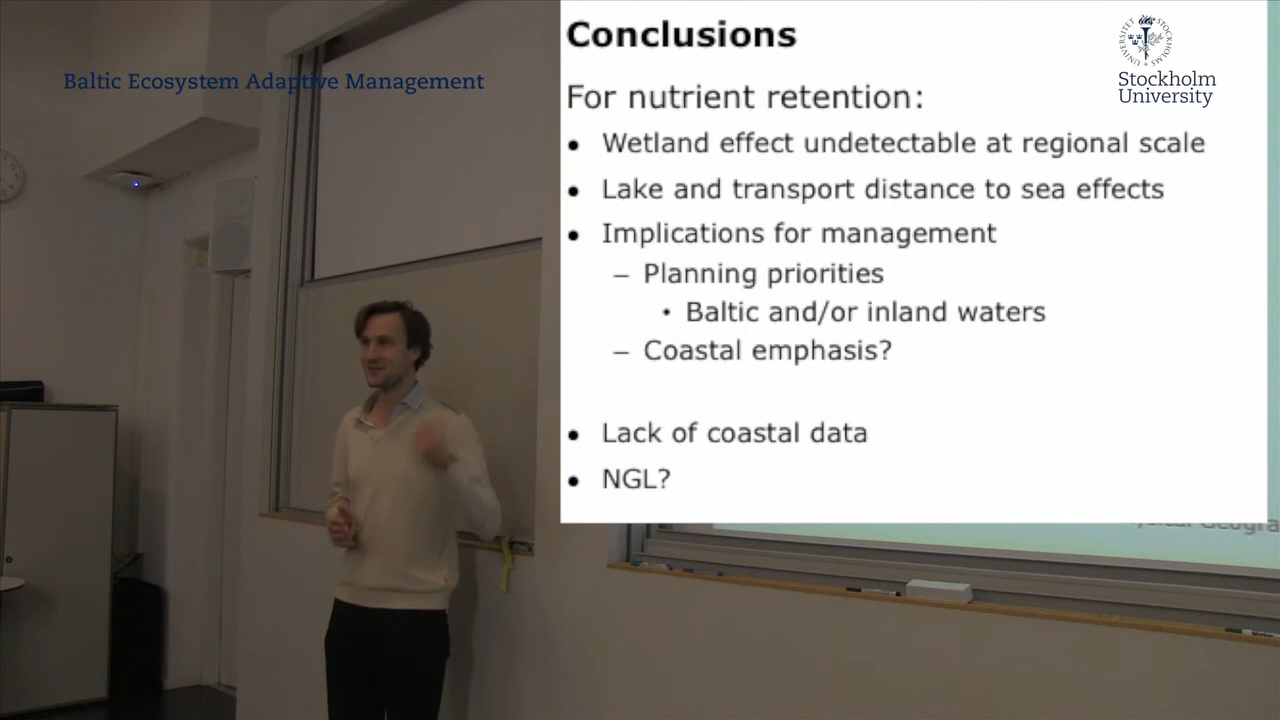 Baltic Ecosystem Adaptive Management
Conclusions
STOCKHOLMS
UNIVERSITET
Stockholm
University
For nutrient retention:
• Wetland effect undetectable at regional scale
• Lake and transport distance to sea effects
• Implications for management
– Planning priorities
• Baltic and/or inland waters
– Coastal emphasis?
• Lack of coastal data
• NGL?